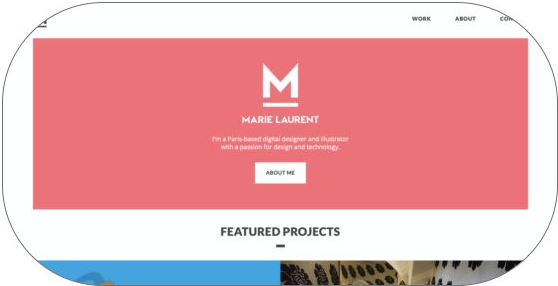 WORK ABOUT
M
MARIE LAURENT
I'm a Paris-based digital designer and illustrator
with a passion for design and technology.
ABOUT ME
FEATURED PROJECTS